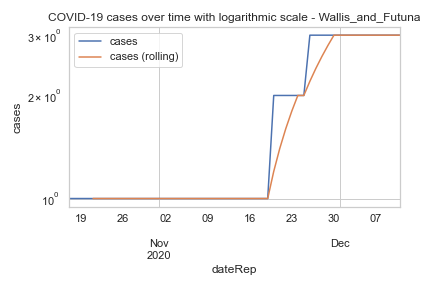 COVID-19 cases over time with logarithmic scale - Wallis_and_Futuna
cases
cases (rolling)
3 × 10⁰
2 × 10⁰
10⁰
cases
19 26 02 09 16 23 30 07
Nov Dec
2020
dateRep